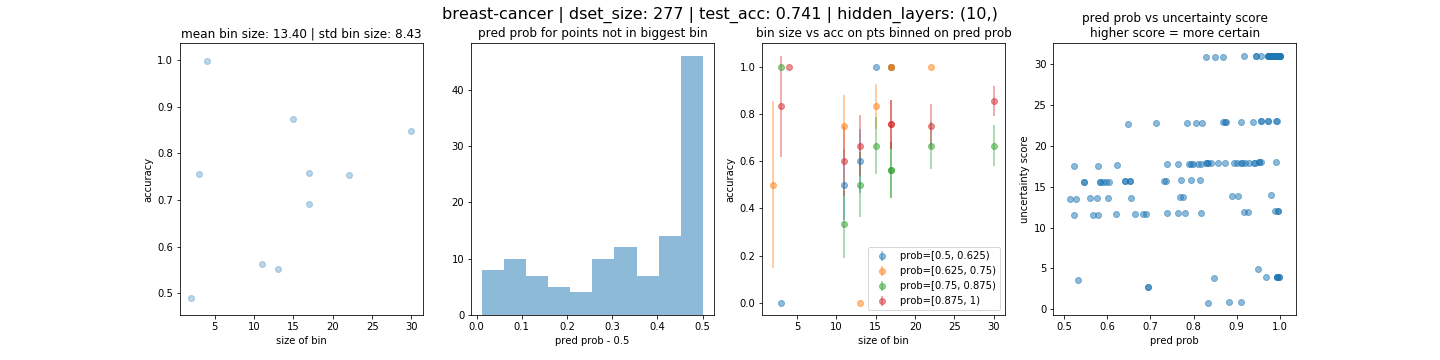 breast-cancer | dset_size: 277 | test_acc: 0.741 | hidden_layers: (10,)
mean bin size: 13.40 | std bin size: 8.43
1.0
0.9
0.8
0.7
0.6
0.5
accuracy
5 10 15 20 25 30
size of bin
pred prob for points not in biggest bin
40
30
20
10
0
0.0 0.1 0.2 0.3 0.4 0.5
pred prob - 0.5
bin size vs acc on pts binned on pred prob
1.0
0.8
0.6
0.4
0.2
0.0
accuracy
prob=[0.5, 0.625)
prob=[0.625, 0.75)
prob=[0.75, 0.875)
prob=[0.875, 1)
5 10 15 20 25 30
size of bin
pred prob vs uncertainty score
higher score = more certain
30
25
20
15
10
5
0
uncertainty score
0.5 0.6 0.7 0.8 0.9 1.0
pred prob